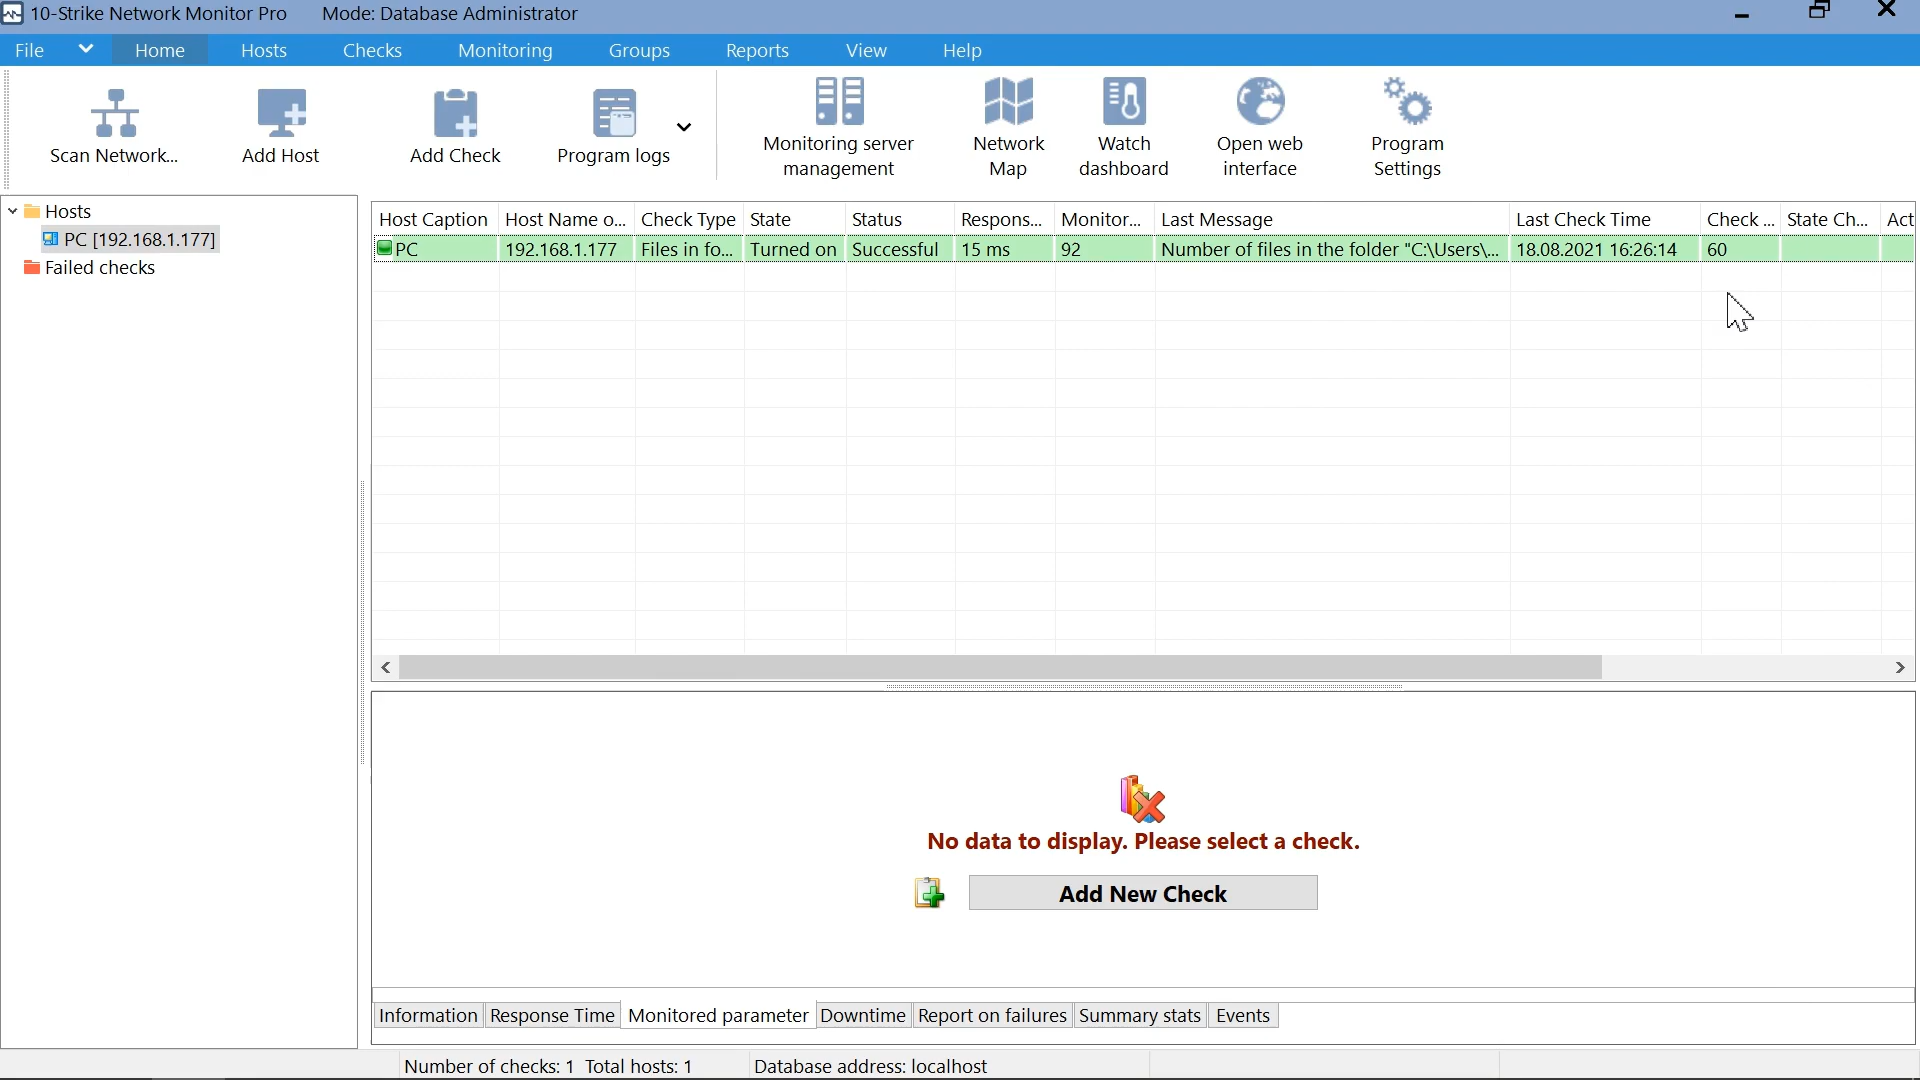 10-Strike Network Monitor Pro Mode: Database Administrator
File Home Hosts Checks Monitoring Groups Reports View Help
Scan Network... Add Host Add Check Program logs
Monitoring server management
Network Map
Watch dashboard
Open web interface
Program Settings
Hosts
PC [192.168.1.177]
Failed checks
Host Caption Host Name o... Check Type State Status Respons... Monitor... Last Message Last Check Time Check ... State Ch... Act
PC 192.168.1.177 Files in fo... Turned on Successful 15 ms 92 Number of files in the folder "C:\Users\... 18.08.2021 16:26:14 60
No data to display. Please select a check.
Add New Check
Information Response Time Monitored parameter Downtime Report on failures Summary stats Events
Number of checks: 1 Total hosts: 1 Database address: localhost